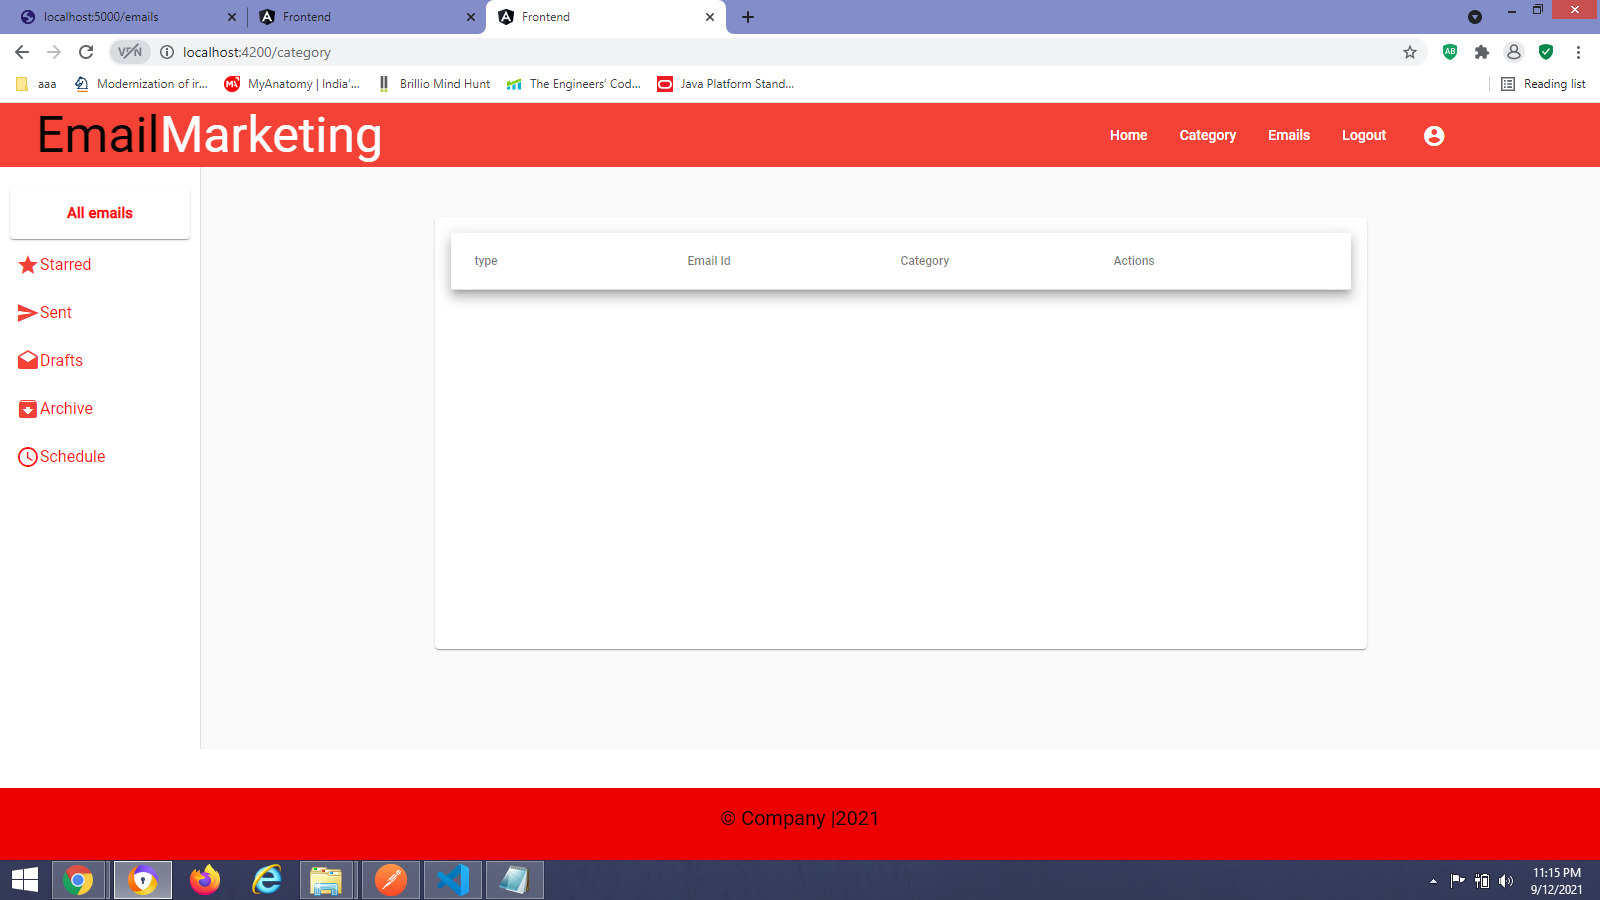 localhost:5000/emails
Frontend
Frontend
VPN
localhost:4200/category
AB
aaa
Modernization of ir...
MyAnatomy | India'...
Brillio Mind Hunt
The Engineers' Cod...
Java Platform Stand...
Reading list
EmailMarketing
Home
Category
Emails
Logout
All emails
Starred
Sent
Drafts
Archive
Schedule
type
Email Id
Category
Actions
© Company |2021
11:15 PM
9/12/2021